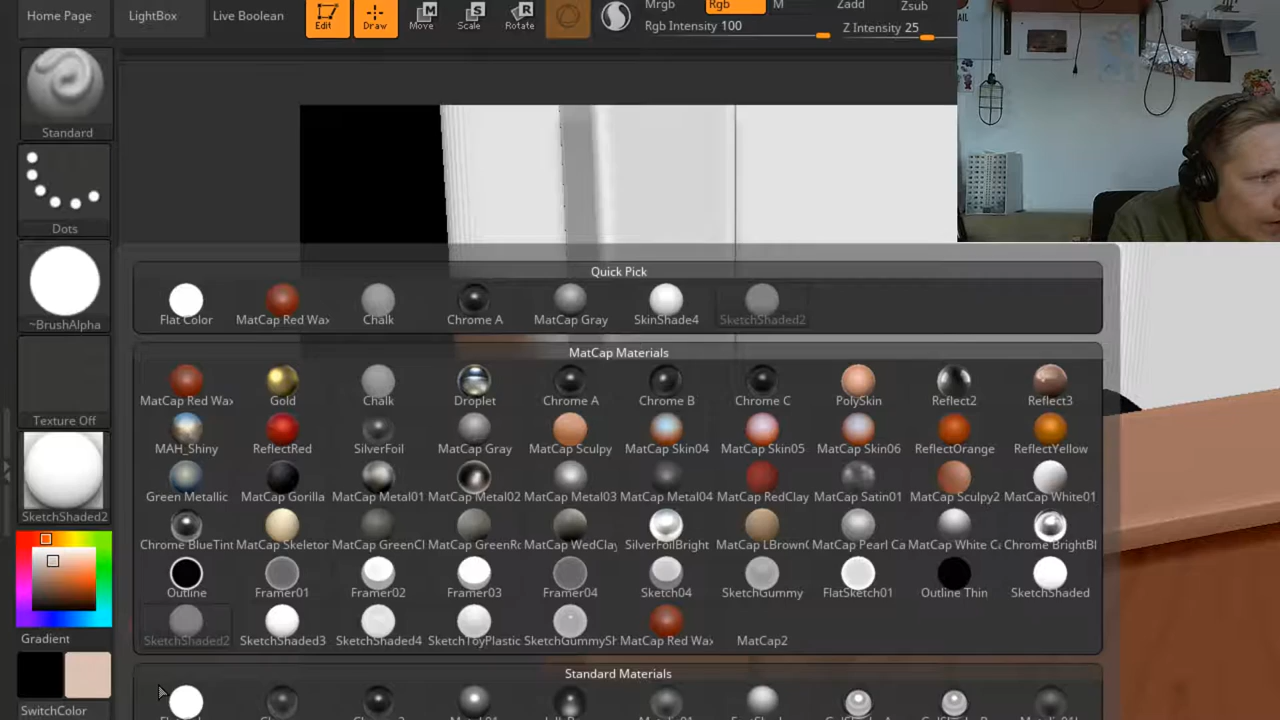 Home Page
LightBox
Live Boolean
Edit
Draw
Move
Scale
Rotate
Mrgb
Rgb
M
Zadd
Zsub
Rgb Intensity 100
Z Intensity 25
Standard
Dots
~BrushAlpha
Texture Off
SketchShaded2
Gradient
SwitchColor
Quick Pick
Flat Color
MatCap Red Wax
Chalk
Chrome A
MatCap Gray
SkinShade4
SketchShaded2
MatCap Materials
MatCap Red Wax
Gold
Chalk
Droplet
Chrome A
Chrome B
Chrome C
PolySkin
Reflect2
Reflect3
MAH_Shiny
ReflectRed
SilverFoil
MatCap Gray
MatCap Sculpy
MatCap Skin04
MatCap Skin05
MatCap Skin06
ReflectOrange
ReflectYellow
Green Metallic
MatCap Gorilla
MatCap Metal01
MatCap Metal02
MatCap Metal03
MatCap Metal04
MatCap RedClay
MatCap Satin01
MatCap Sculpy2
MatCap White01
Chrome BlueTint
MatCap Skeletor
MatCap GreenCl
MatCap GreenRo
MatCap WedClay
SilverFoilBright
MatCap LBrown
MatCap Pearl Ca
MatCap White Ca
Chrome BrightBl
Outline
Framer01
Framer02
Framer03
Framer04
Sketch04
SketchGummy
FlatSketch01
Outline Thin
SketchShaded
SketchShaded2
SketchShaded3
SketchShaded4
SketchToyPlastic
SketchGummySh
MatCap Red Wax
MatCap2
Standard Materials